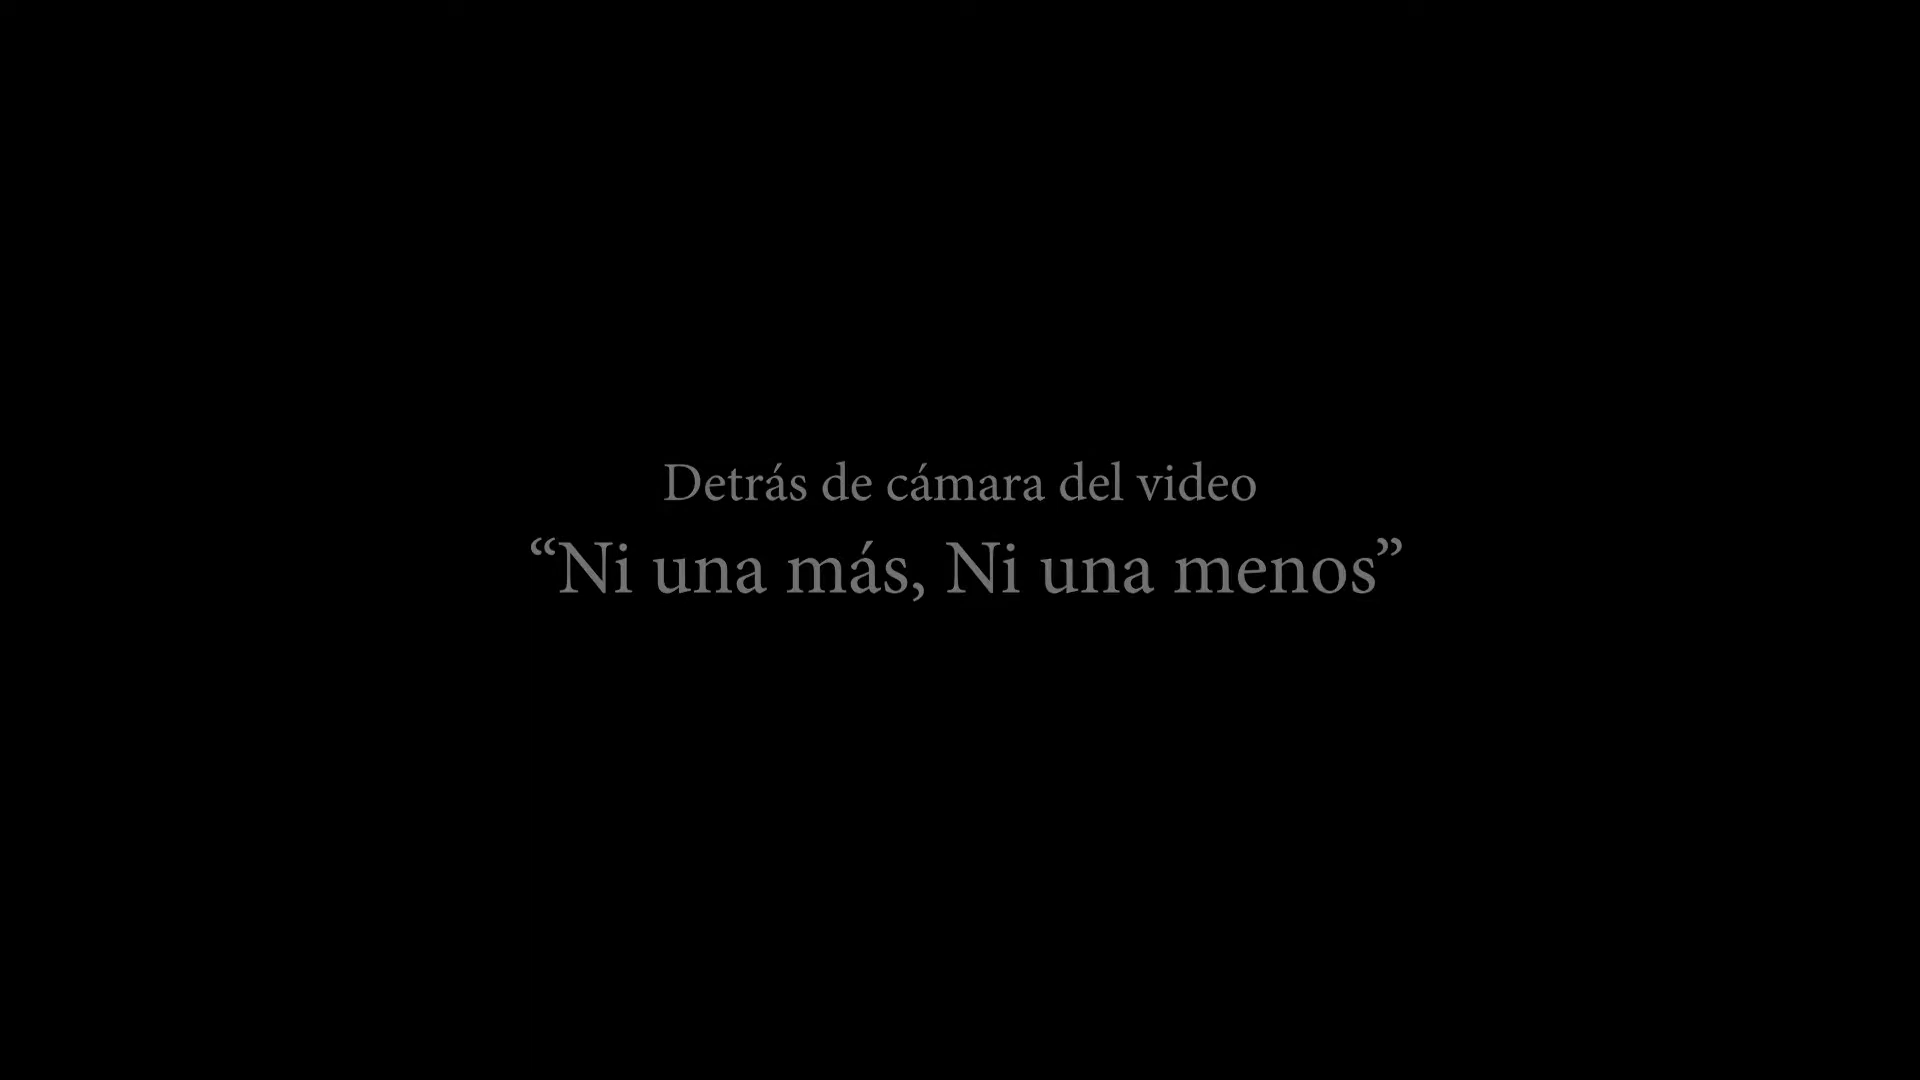 Detrás de cámara del video
“Ni una más, Ni una menos”